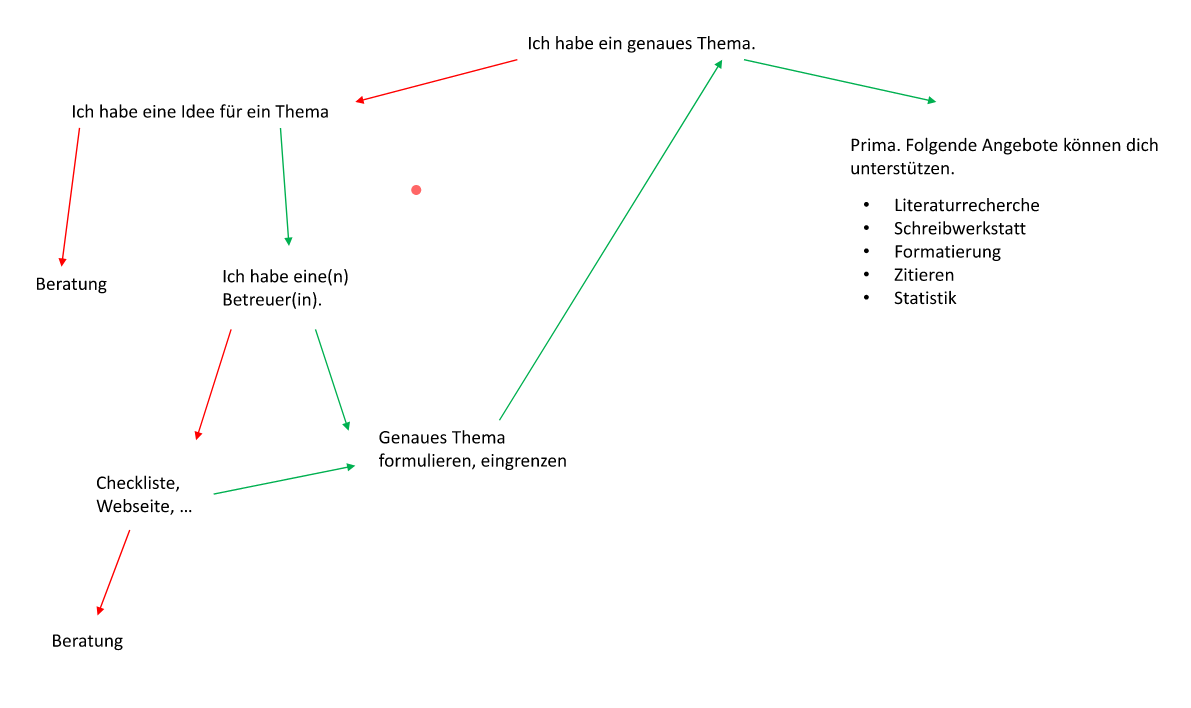 Ich habe ein genaues Thema.
Ich habe eine Idee für ein Thema
Prima. Folgende Angebote können dich
unterstützen.
• Literaturrecherche
• Schreibwerkstatt
• Formatierung
• Zitieren
• Statistik
Beratung
Ich habe eine(n)
Betreuer(in).
Genaues Thema
formulieren, eingrenzen
Checkliste,
Webseite, …
Beratung